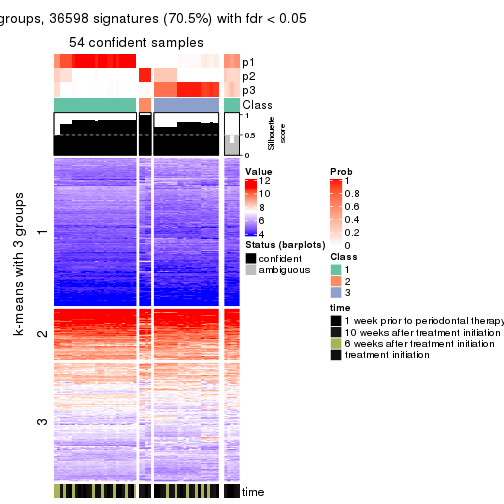 groups, 36598 signatures (70.5%) with fdr < 0.05
54 confident samples
p1
p2
p3
Class
1
0.5
0
Silhouette
score
k-means with 3 groups
1
2
3
time
Value
12
10
8
6
4
Status (barplots)
confident
ambiguous
Prob
1
0.8
0.6
0.4
0.2
0
Class
1
2
3
time
1 week prior to periodontal therapy
10 weeks after treatment initiation
6 weeks after treatment initiation
treatment initiation